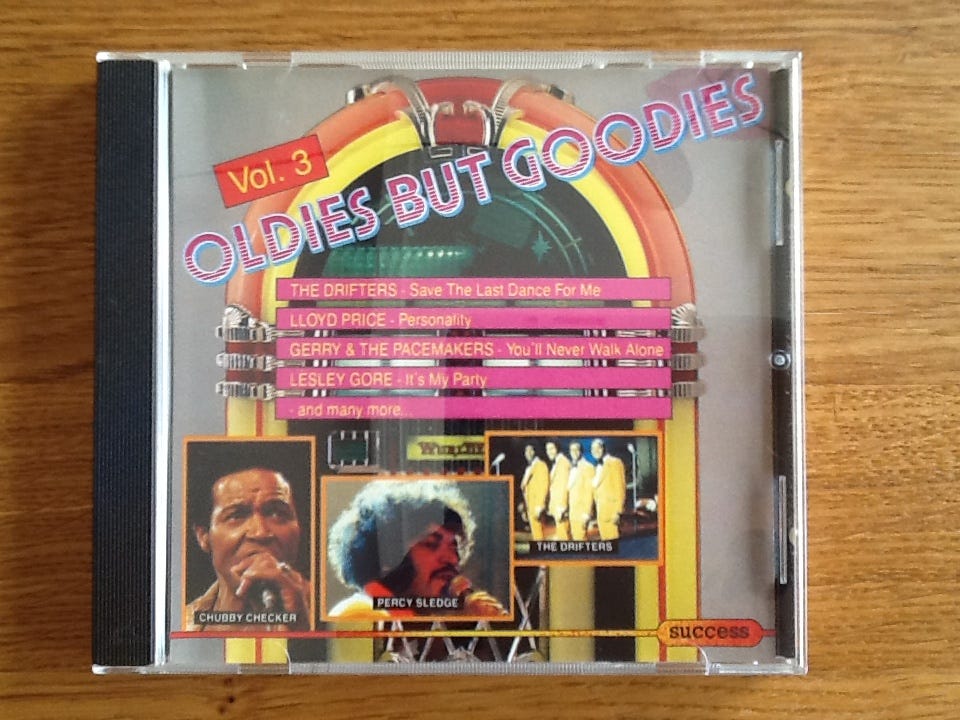 Vol. 3
OLDIES BUT GOODIES
THE DRIFTERS - Save The Last Dance For Me
LLOYD PRICE - Personality
GERRY & THE PACEMAKERS - You'll Never Walk Alone
LESLEY GORE - It's My Party
- and many more...
THE DRIFTERS
PERCY SLEDGE
CHUBBY CHECKER
success